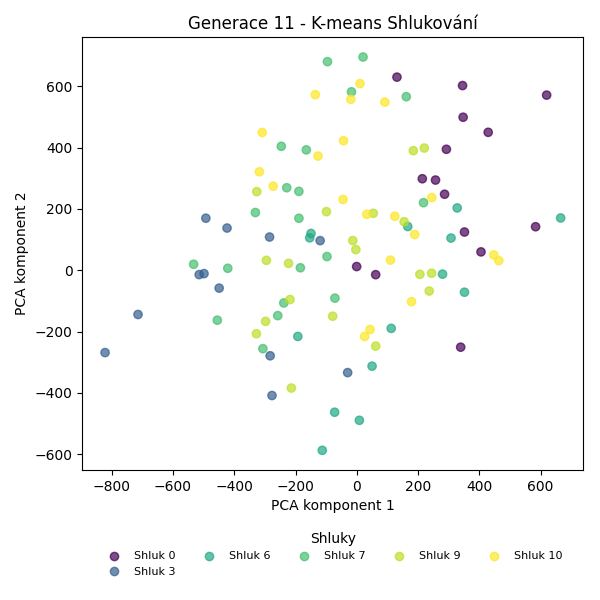 Generace 11 - K-means Shlukování
PCA komponent 2
600
400
200
0
−200
−400
−600
−800 −600 −400 −200 0 200 400 600
PCA komponent 1
Shluky
Shluk 0 Shluk 6 Shluk 7 Shluk 9 Shluk 10
Shluk 3